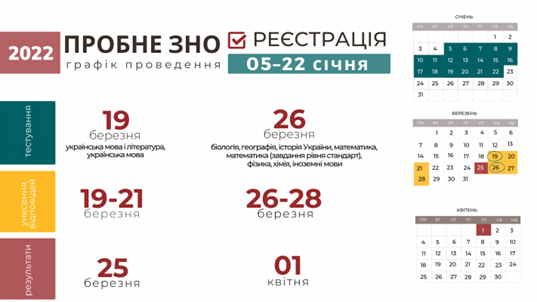 2022
ПРОБНЕ ЗНО
графік проведення
РЕЄСТРАЦІЯ
05–22 січня
тестування
19
березня
українська мова і література,
українська мова
26
березня
біологія, географія, історія України, математика,
математика (завдання рівня стандарт),
фізика, хімія, іноземні мови
унесення
відповідей
19-21
березня
26-28
березня
результати
25
березня
01
квітня
СІЧЕНЬ
ПН ВТ СР ЧТ ПТ СБ НД
1 2
3 4 5 6 7 8 9
10 11 12 13 14 15 16
17 18 19 20 21 22 23
24 25 26 27 28 29 30
31
БЕРЕЗЕНЬ
ПН ВТ СР ЧТ ПТ СБ НД
1 2 3 4 5 6
7 8 9 10 11 12 13
14 15 16 17 18 19 20
21 22 23 24 25 26 27
28 29 30 31
КВІТЕНЬ
ПН ВТ СР ЧТ ПТ СБ НД
1 2 3
4 5 6 7 8 9 10
11 12 13 14 15 16 17
18 19 20 21 22 23 24
25 26 27 28 29 30